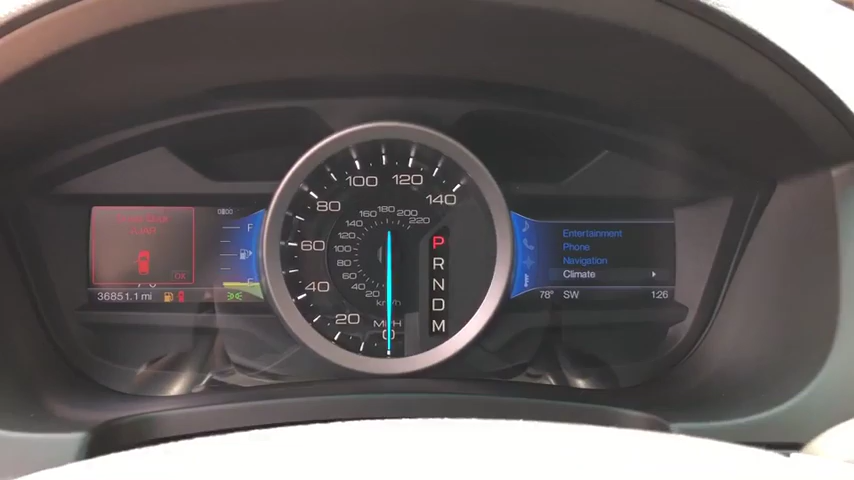 OK
36851.1 mi
F
E
20
40
60
80
100
120
140
20
40
60
80
100
120
140
160
180
200
220
km/h
MPH
0
P
R
N
D
M
Entertainment
Phone
Navigation
Climate
78° SW 1:26